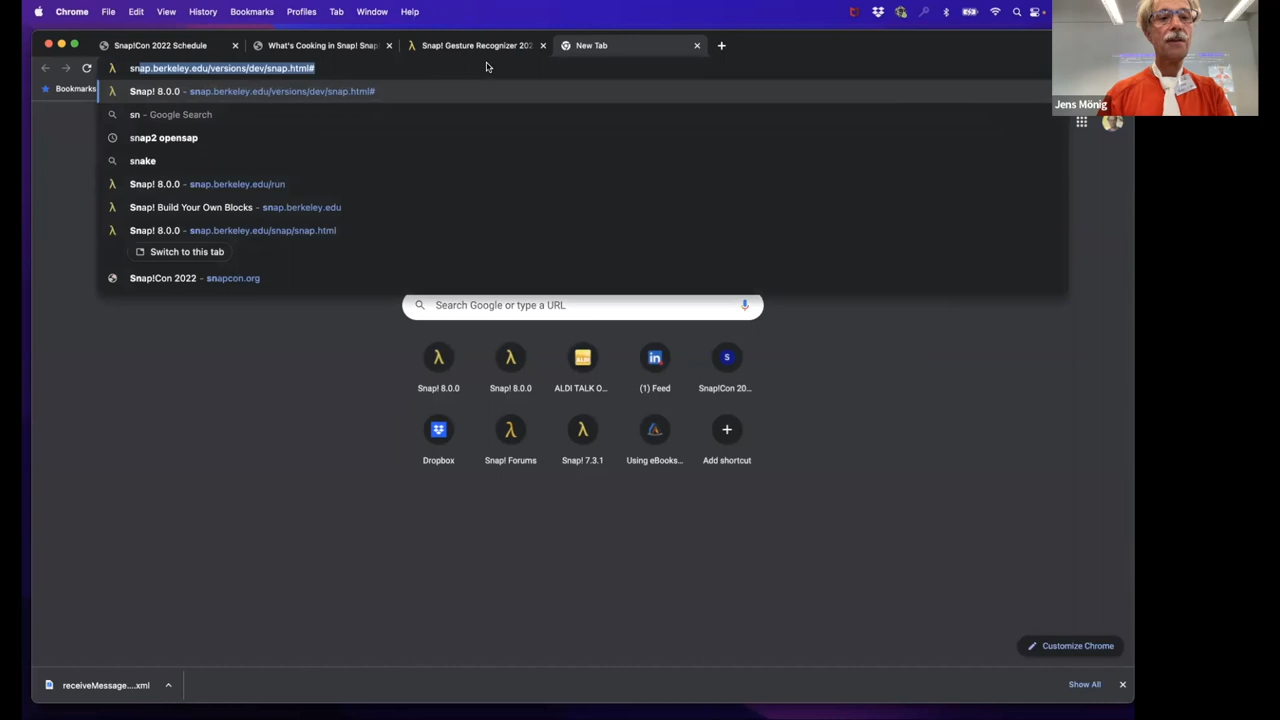 Chrome File Edit View History Bookmarks Profiles Tab Window Help
Snap!Con 2022 Schedule
What's Cooking in Snap! Snap
Snap! Gesture Recognizer 202
New Tab
snap.berkeley.edu/versions/dev/snap.html#
Bookmarks
Snap! 8.0.0 - snap.berkeley.edu/versions/dev/snap.html#
sn - Google Search
snap2 opensap
snake
Snap! 8.0.0 - snap.berkeley.edu/run
Snap! Build Your Own Blocks - snap.berkeley.edu
Snap! 8.0.0 - snap.berkeley.edu/snap/snap.html
Switch to this tab
Snap!Con 2022 - snapcon.org
Jens Mönig
Search Google or type a URL
Snap! 8.0.0
Snap! 8.0.0
ALDI TALK O...
(1) Feed
S
Snap!Con 20...
Dropbox
Snap! Forums
Snap! 7.3.1
Using eBooks...
Add shortcut
Customize Chrome
receiveMessage....xml
Show All